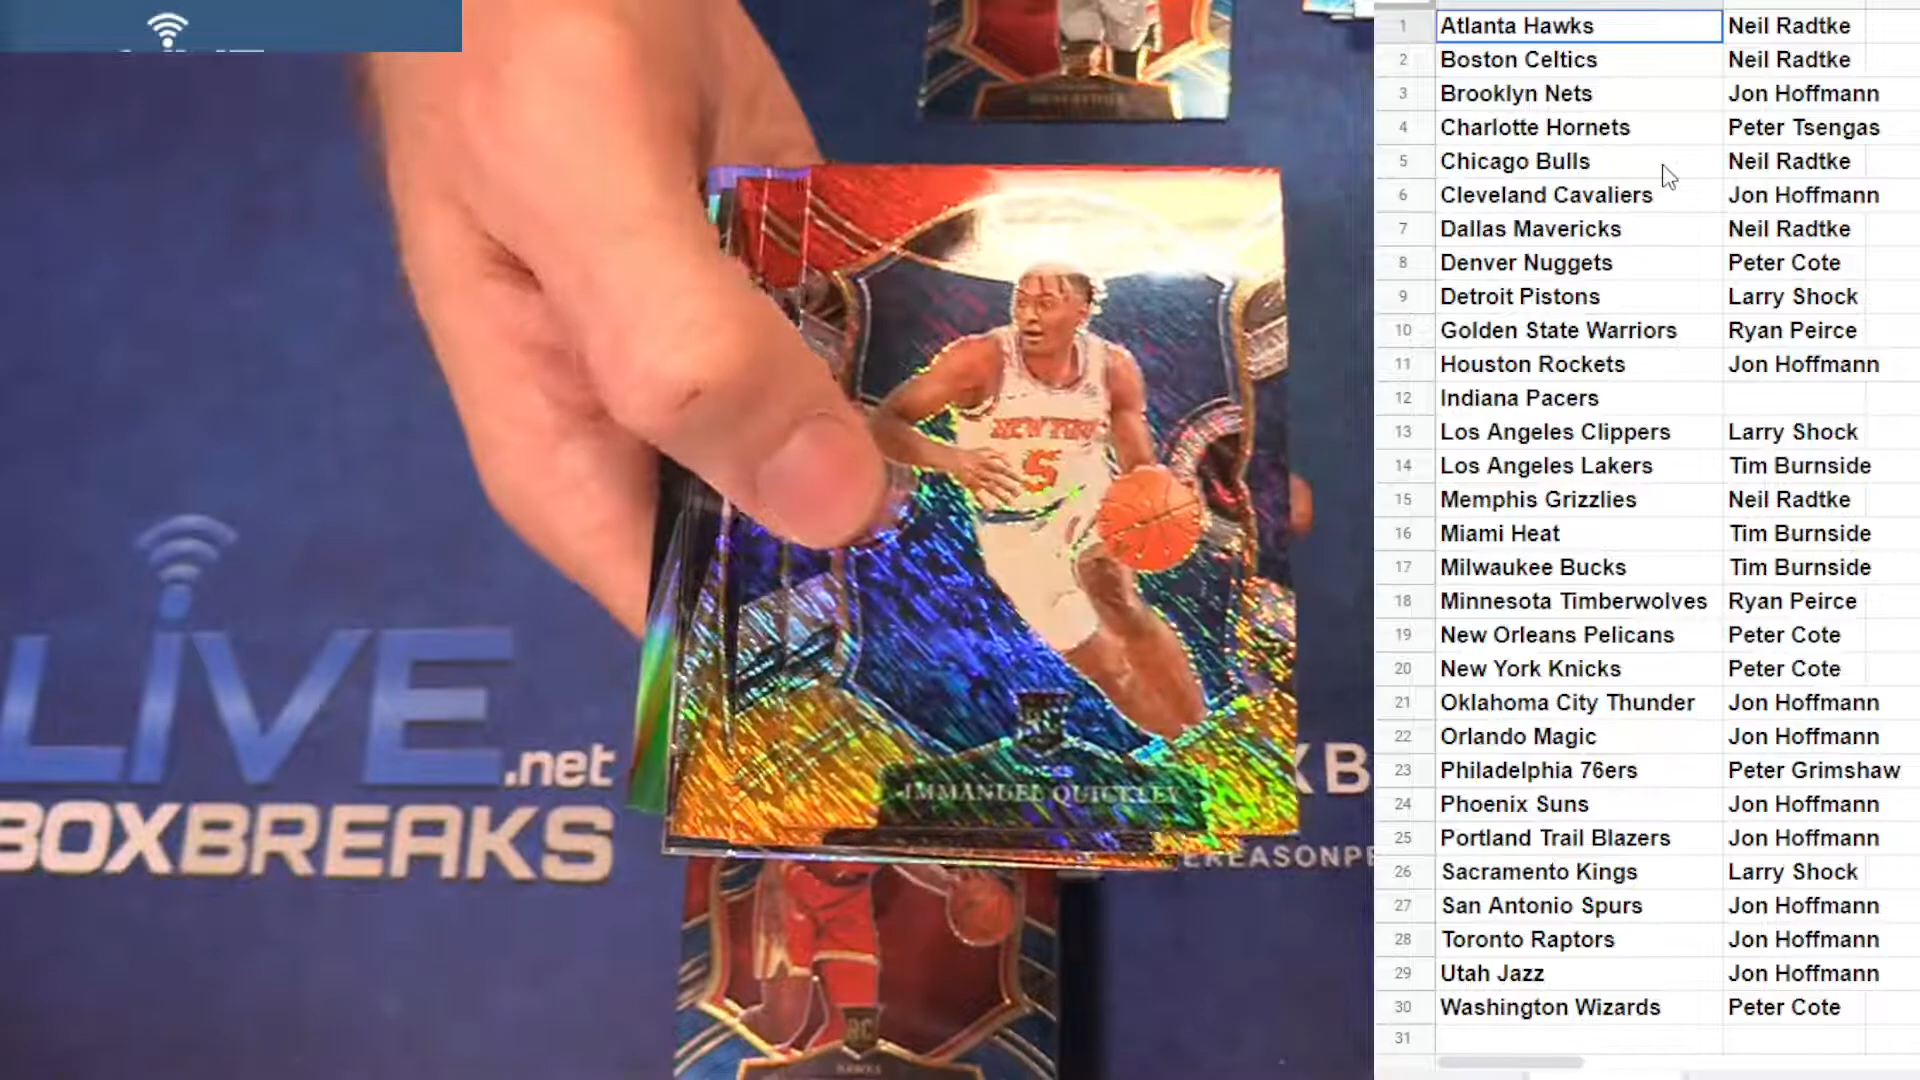 LIVE
.net
BOXBREAKS
NEW YORK
5
RC
IMMANUEL QUICKLEY
XB
EREASONPE
RC
HAWKS
1 Atlanta Hawks Neil Radtke
2 Boston Celtics Neil Radtke
3 Brooklyn Nets Jon Hoffmann
4 Charlotte Hornets Peter Tsengas
5 Chicago Bulls Neil Radtke
6 Cleveland Cavaliers Jon Hoffmann
7 Dallas Mavericks Neil Radtke
8 Denver Nuggets Peter Cote
9 Detroit Pistons Larry Shock
10 Golden State Warriors Ryan Peirce
11 Houston Rockets Jon Hoffmann
12 Indiana Pacers
13 Los Angeles Clippers Larry Shock
14 Los Angeles Lakers Tim Burnside
15 Memphis Grizzlies Neil Radtke
16 Miami Heat Tim Burnside
17 Milwaukee Bucks Tim Burnside
18 Minnesota Timberwolves Ryan Peirce
19 New Orleans Pelicans Peter Cote
20 New York Knicks Peter Cote
21 Oklahoma City Thunder Jon Hoffmann
22 Orlando Magic Jon Hoffmann
23 Philadelphia 76ers Peter Grimshaw
24 Phoenix Suns Jon Hoffmann
25 Portland Trail Blazers Jon Hoffmann
26 Sacramento Kings Larry Shock
27 San Antonio Spurs Jon Hoffmann
28 Toronto Raptors Jon Hoffmann
29 Utah Jazz Jon Hoffmann
30 Washington Wizards Peter Cote
31